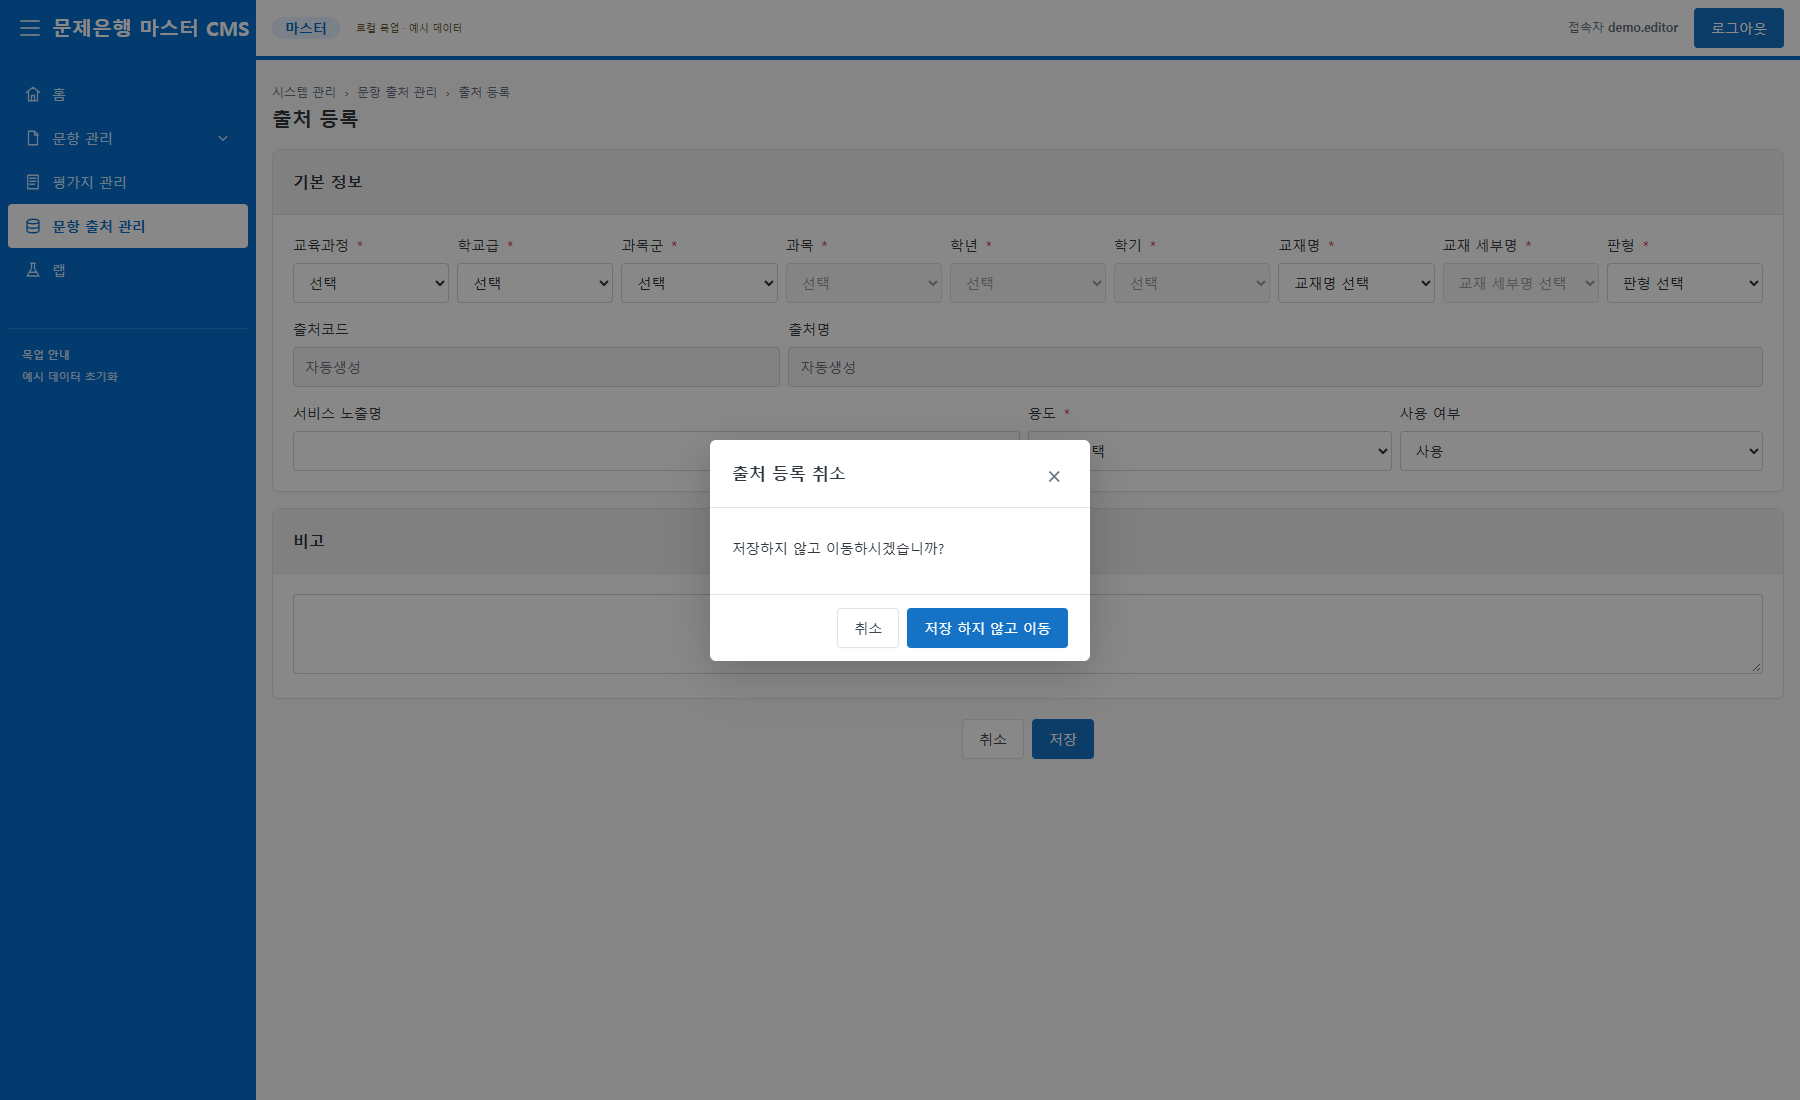 문제은행 마스터 CMS
마스터
로컬 목업 · 예시 데이터
접속자 demo.editor
로그아웃
홈
문항 관리
평가지 관리
문항 출처 관리
랩
목업 안내
예시 데이터 초기화
시스템 관리 › 문항 출처 관리 › 출처 등록
출처 등록
기본 정보
교육과정 * 학교급 * 과목군 * 과목 * 학년 * 학기 * 교재명 * 교재 세부명 * 판형 *
선택 선택 선택 선택 선택 선택 교재명 선택 교재 세부명 선택 판형 선택
출처코드 출처명
자동생성 자동생성
서비스 노출명 용도 * 사용 여부
택 사용
출처 등록 취소 ×
저장하지 않고 이동하시겠습니까?
취소 저장 하지 않고 이동
비고
취소 저장